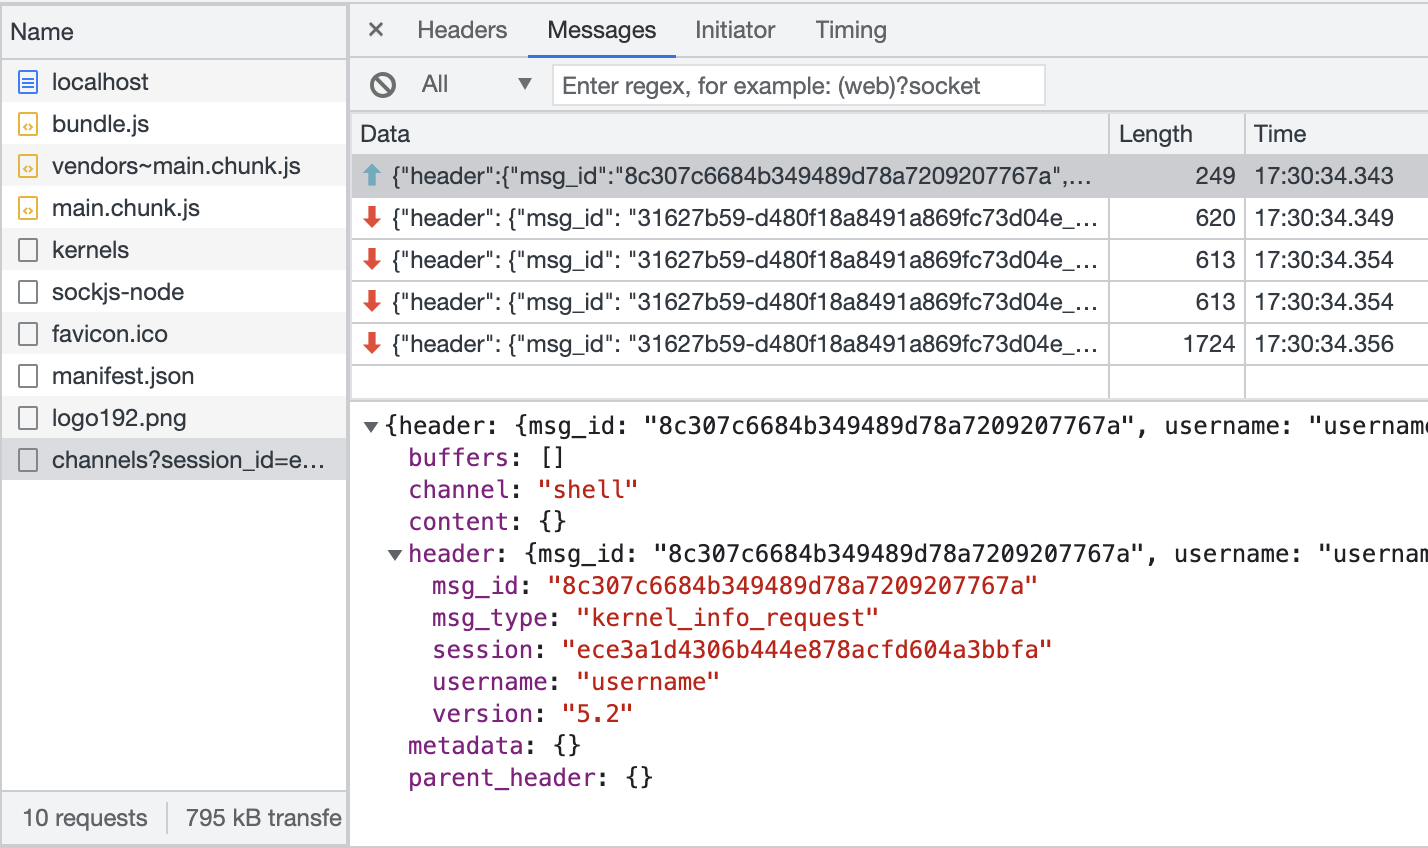 Name
localhost
bundle.js
vendors~main.chunk.js
main.chunk.js
kernels
sockjs-node
favicon.ico
manifest.json
logo192.png
channels?session_id=e…
10 requests 795 kB transfe
× Headers Messages Initiator Timing
All ▼ Enter regex, for example: (web)?socket
Data Length Time
{"header":{"msg_id":"8c307c6684b349489d78a7209207767a",… 249 17:30:34.343
{"header": {"msg_id": "31627b59-d480f18a8491a869fc73d04e_… 620 17:30:34.349
{"header": {"msg_id": "31627b59-d480f18a8491a869fc73d04e_… 613 17:30:34.354
{"header": {"msg_id": "31627b59-d480f18a8491a869fc73d04e_… 613 17:30:34.354
{"header": {"msg_id": "31627b59-d480f18a8491a869fc73d04e_… 1724 17:30:34.356
▼{header: {msg_id: "8c307c6684b349489d78a7209207767a", username: "usernam
buffers: []
channel: "shell"
content: {}
▼header: {msg_id: "8c307c6684b349489d78a7209207767a", username: "usernam
msg_id: "8c307c6684b349489d78a7209207767a"
msg_type: "kernel_info_request"
session: "ece3a1d4306b444e878acfd604a3bbfa"
username: "username"
version: "5.2"
metadata: {}
parent_header: {}